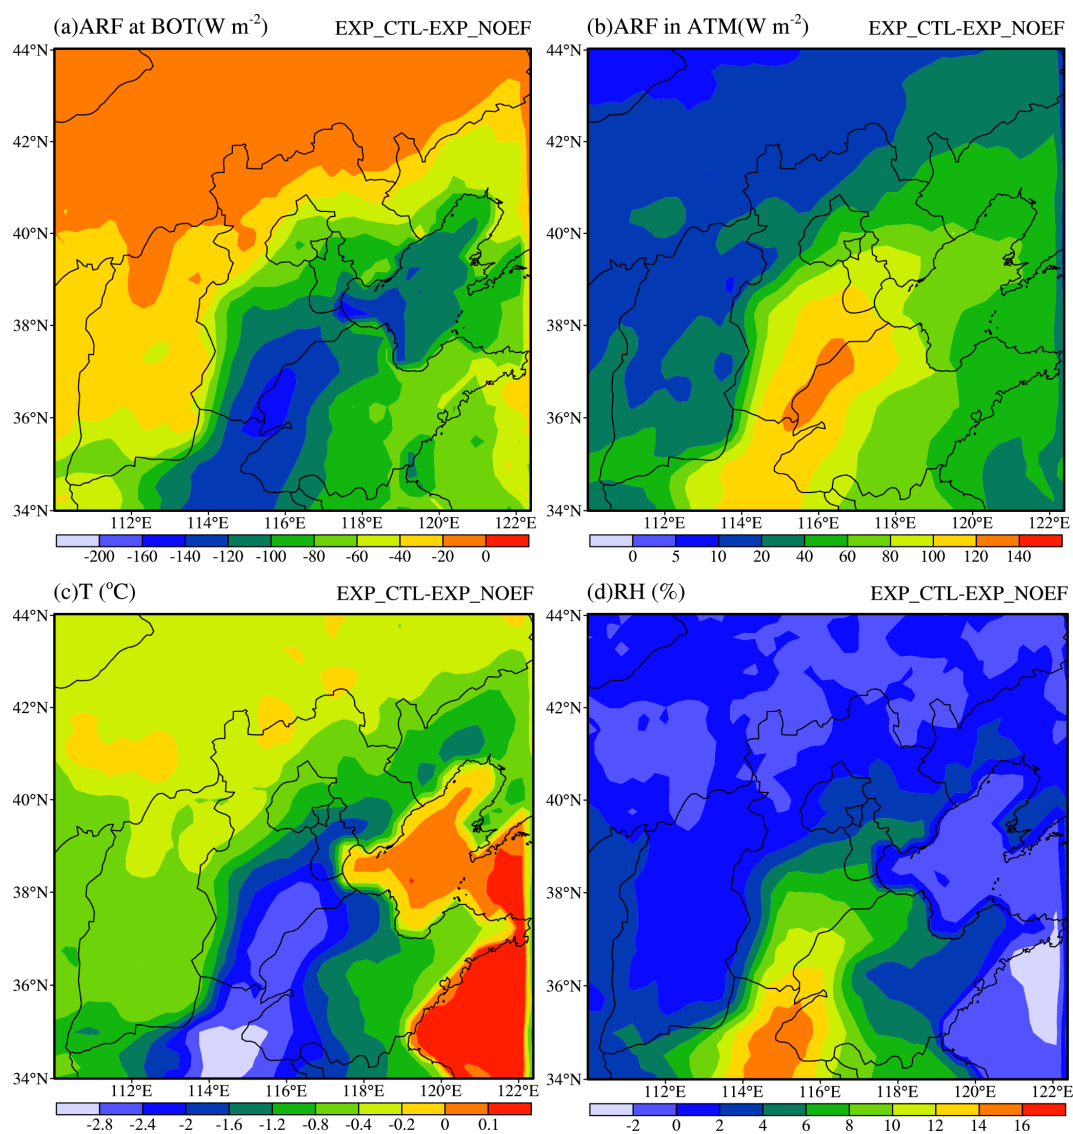 (a)ARF at BOT(W m-2) EXP_CTL-EXP_NOEF
(b)ARF in ATM(W m-2) EXP_CTL-EXP_NOEF
44°N 44°N
42°N 42°N
40°N 40°N
38°N 38°N
36°N 36°N
34°N 34°N
112°E 114°E 116°E 118°E 120°E 122°E 112°E 114°E 116°E 118°E 120°E 122°E
-200 -160 -140 -120 -100 -80 -60 -40 -20 0 0 5 10 20 40 60 80 100 120 140
(c)T (°C) EXP_CTL-EXP_NOEF
(d)RH (%) EXP_CTL-EXP_NOEF
44°N 44°N
42°N 42°N
40°N 40°N
38°N 38°N
36°N 36°N
34°N 34°N
112°E 114°E 116°E 118°E 120°E 122°E 112°E 114°E 116°E 118°E 120°E 122°E
-2.8 -2.4 -2 -1.6 -1.2 -0.8 -0.4 -0.2 0 0.1 -2 0 2 4 6 8 10 12 14 16